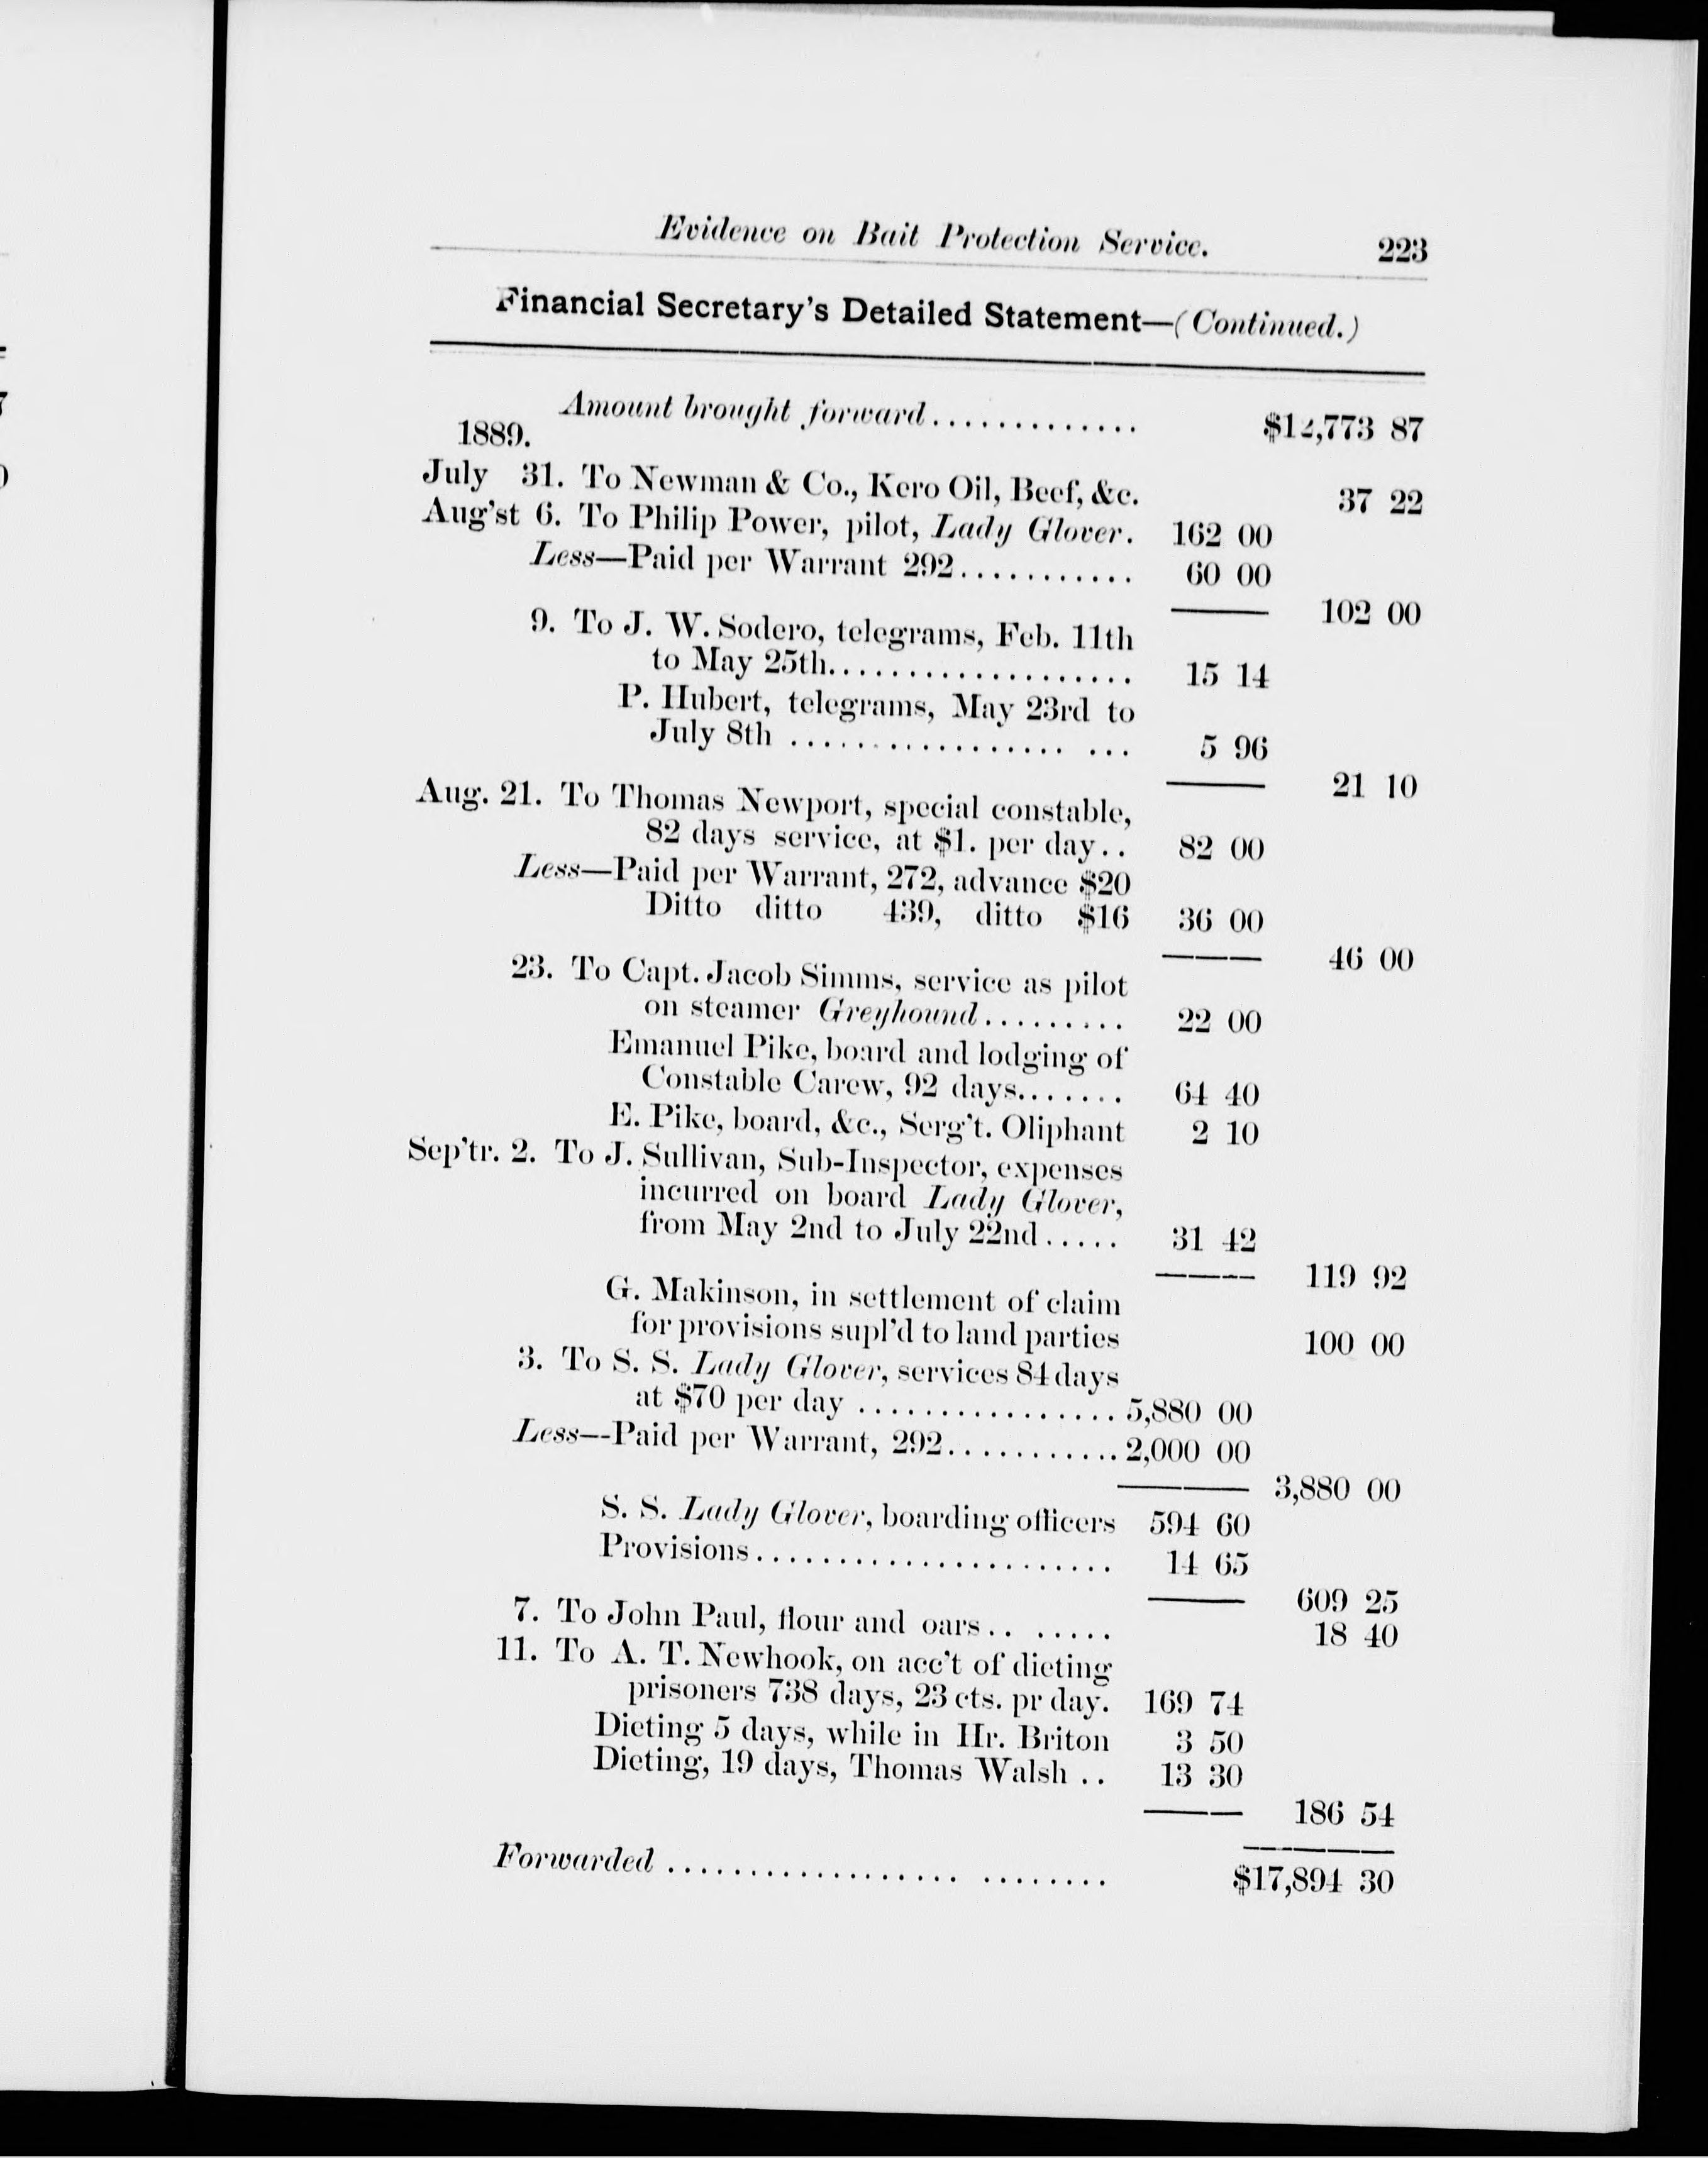 Evidence on Bait Protection Service. 223
Financial Secretary's Detailed Statement—(Continued.)
Amount brought forward.............. $12,773 87
1889.
July 31. To Newman & Co., Kero Oil, Beef, &c. 37 22
Aug'st 6. To Philip Power, pilot, Lady Glover. 162 00
Less—Paid per Warrant 292........... 60 00
102 00
9. To J. W. Sodero, telegrams, Feb. 11th
to May 25th................... 15 14
P. Hubert, telegrams, May 23rd to
July 8th ................. ... 5 96
21 10
Aug. 21. To Thomas Newport, special constable,
82 days service, at $1. per day.. 82 00
Less—Paid per Warrant, 272, advance $20
Ditto ditto 439, ditto $16 36 00
46 00
23. To Capt. Jacob Simms, service as pilot
on steamer Greyhound......... 22 00
Emanuel Pike, board and lodging of
Constable Carew, 92 days....... 64 40
E. Pike, board, &c., Serg't. Oliphant 2 10
Sep'tr. 2. To J. Sullivan, Sub-Inspector, expenses
incurred on board Lady Glover,
from May 2nd to July 22nd..... 31 42
119 92
G. Makinson, in settlement of claim
for provisions supl'd to land parties 100 00
3. To S. S. Lady Glover, services 84 days
at $70 per day ................ 5,880 00
Less--Paid per Warrant, 292........... 2,000 00
3,880 00
S. S. Lady Glover, boarding officers 594 60
Provisions...................... 14 65
609 25
7. To John Paul, flour and oars.. ..... 18 40
11. To A. T. Newhook, on acc't of dieting
prisoners 738 days, 23 cts. pr day. 169 74
Dieting 5 days, while in Hr. Briton 3 50
Dieting, 19 days, Thomas Walsh .. 13 30
186 54
Forwarded .................. ........ $17,894 30